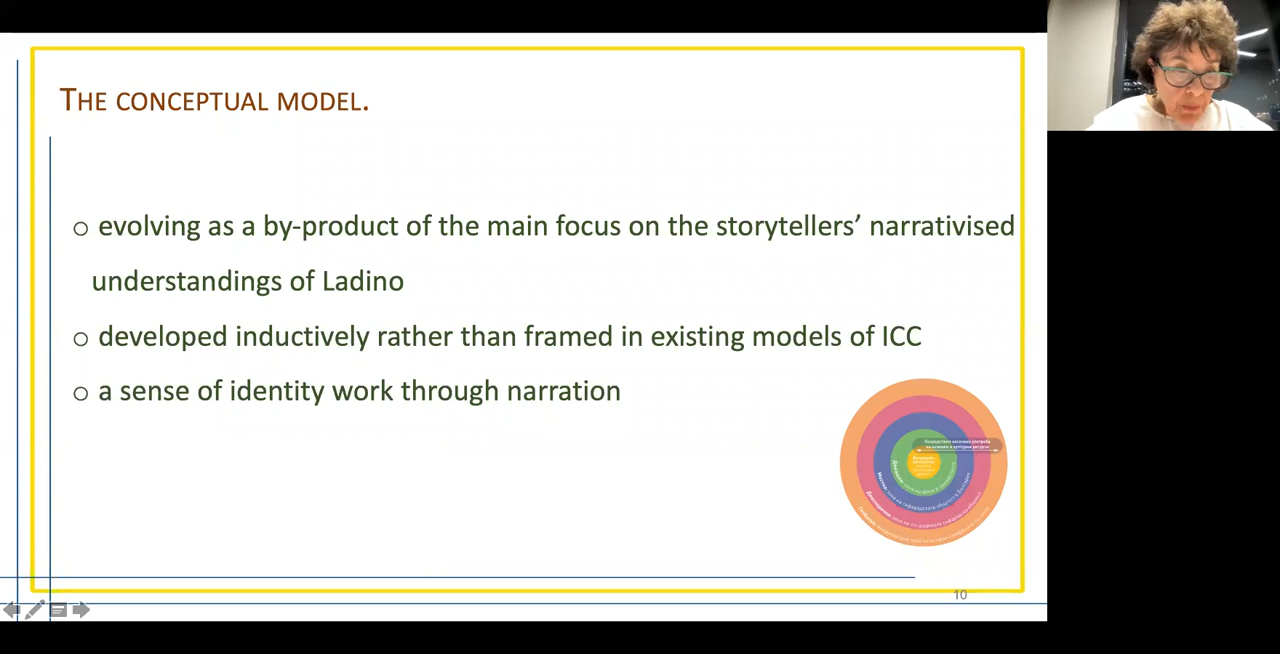 THE CONCEPTUAL MODEL.
o evolving as a by-product of the main focus on the storytellers’ narrativised
understandings of Ladino
o developed inductively rather than framed in existing models of ICC
o a sense of identity work through narration
10